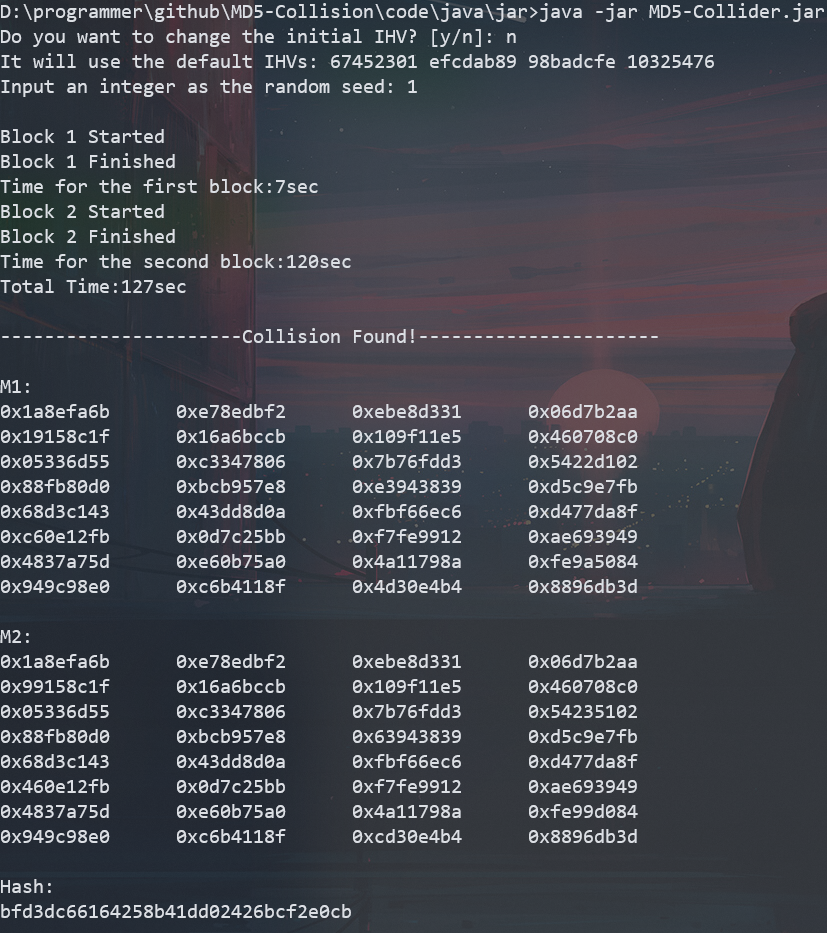 D:\programmer\github\MD5-Collision\code\java\jar>java -jar MD5-Collider.jar
Do you want to change the initial IHV? [y/n]: n
It will use the default IHVs: 67452301 efcdab89 98badcfe 10325476
Input an integer as the random seed: 1
Block 1 Started
Block 1 Finished
Time for the first block:7sec
Block 2 Started
Block 2 Finished
Time for the second block:120sec
Total Time:127sec
----------------------Collision Found!----------------------
M1:
0x1a8efa6b 0xe78edbf2 0xebe8d331 0x06d7b2aa
0x19158c1f 0x16a6bccb 0x109f11e5 0x460708c0
0x05336d55 0xc3347806 0x7b76fdd3 0x5422d102
0x88fb80d0 0xbcb957e8 0xe3943839 0xd5c9e7fb
0x68d3c143 0x43dd8d0a 0xfbf66ec6 0xd477da8f
0xc60e12fb 0x0d7c25bb 0xf7fe9912 0xae693949
0x4837a75d 0xe60b75a0 0x4a11798a 0xfe9a5084
0x949c98e0 0xc6b4118f 0x4d30e4b4 0x8896db3d
M2:
0x1a8efa6b 0xe78edbf2 0xebe8d331 0x06d7b2aa
0x99158c1f 0x16a6bccb 0x109f11e5 0x460708c0
0x05336d55 0xc3347806 0x7b76fdd3 0x54235102
0x88fb80d0 0xbcb957e8 0x63943839 0xd5c9e7fb
0x68d3c143 0x43dd8d0a 0xfbf66ec6 0xd477da8f
0x460e12fb 0x0d7c25bb 0xf7fe9912 0xae693949
0x4837a75d 0xe60b75a0 0x4a11798a 0xfe99d084
0x949c98e0 0xc6b4118f 0xcd30e4b4 0x8896db3d
Hash:
bfd3dc66164258b41dd02426bcf2e0cb